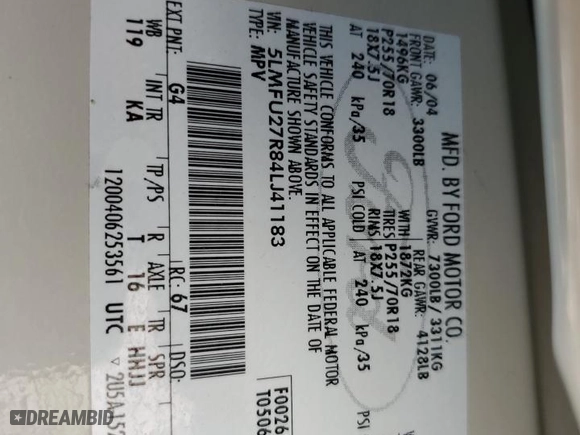 MFD. BY FORD MOTOR CO.
DATE: 06/04 GVWR: 7300LB/3311KG
FRONT GAWR: 3300LB REAR GAWR: 4128LB
1496KG WITH 1872KG
P255/70R18 TIRES P255/70R18
18X7.5J RIMS 18X7.5J
AT 240 kPa/35 PSI COLD AT 240 kPa/35 PSI
THIS VEHICLE CONFORMS TO ALL APPLICABLE FEDERAL MOTOR
VEHICLE SAFETY STANDARDS IN EFFECT ON THE DATE OF
MANUFACTURE SHOWN ABOVE.
VIN: 5LMFU27R84LJ41183
TYPE: MPV
F0026
T0506
EXT PNT: G4 RC: 67 DSO:
WB INT TR TP/PS R AXLE TR SPR
119 KA T 16 E HNJJ
1200406253561 UTC
DREAMBID